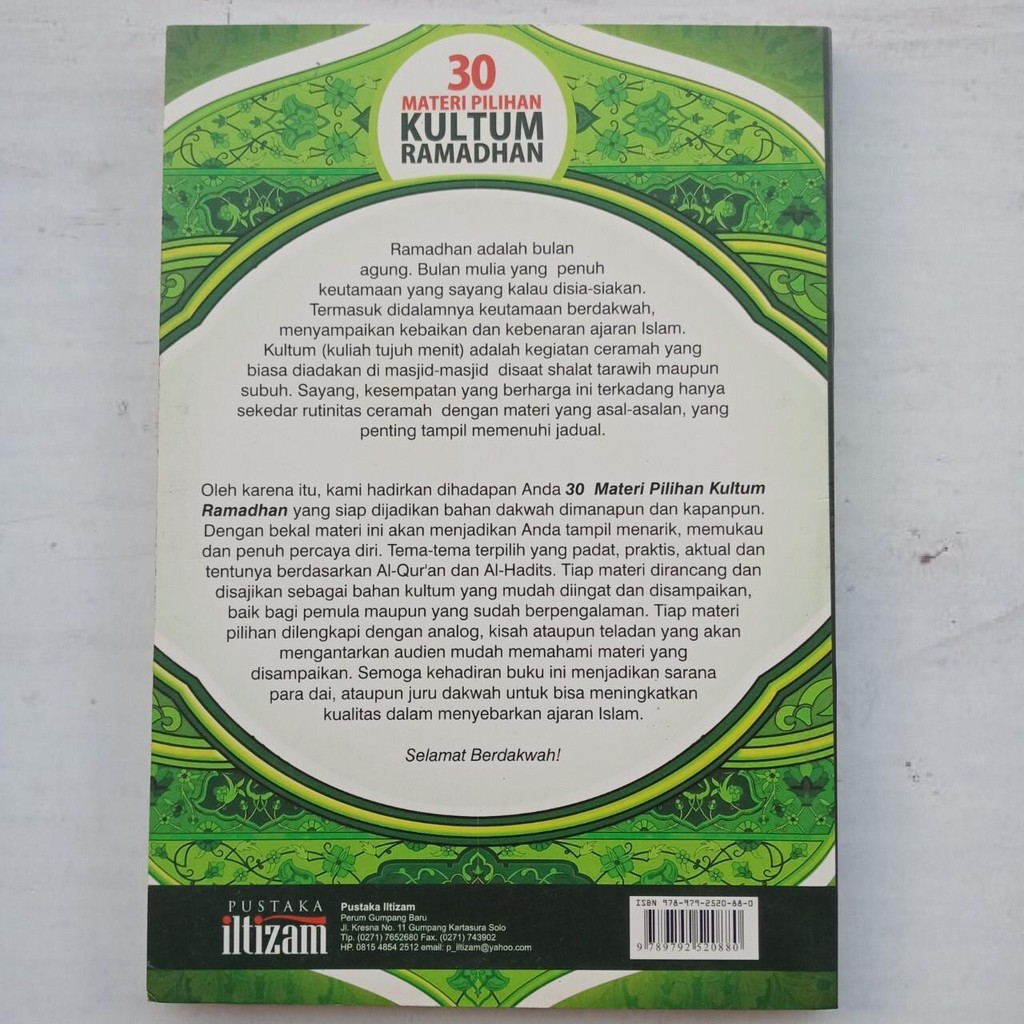 30
MATERI PILIHAN
KULTUM
RAMADHAN
Ramadhan adalah bulan
agung. Bulan mulia yang penuh
keutamaan yang sayang kalau disia-siakan.
Termasuk didalamnya keutamaan berdakwah,
menyampaikan kebaikan dan kebenaran ajaran Islam.
Kultum (kuliah tujuh menit) adalah kegiatan ceramah yang
biasa diadakan di masjid-masjid disaat shalat tarawih maupun
subuh. Sayang, kesempatan yang berharga ini terkadang hanya
sekedar rutinitas ceramah dengan materi yang asal-asalan, yang
penting tampil memenuhi jadual.
Oleh karena itu, kami hadirkan dihadapan Anda 30 Materi Pilihan Kultum
Ramadhan yang siap dijadikan bahan dakwah dimanapun dan kapanpun.
Dengan bekal materi ini akan menjadikan Anda tampil menarik, memukau
dan penuh percaya diri. Tema-tema terpilih yang padat, praktis, aktual dan
tentunya berdasarkan Al-Qur'an dan Al-Hadits. Tiap materi dirancang dan
disajikan sebagai bahan kultum yang mudah diingat dan disampaikan,
baik bagi pemula maupun yang sudah berpengalaman. Tiap materi
pilihan dilengkapi dengan analog, kisah ataupun teladan yang akan
mengantarkan audien mudah memahami materi yang
disampaikan. Semoga kehadiran buku ini menjadikan sarana
para dai, ataupun juru dakwah untuk bisa meningkatkan
kualitas dalam menyebarkan ajaran Islam.
Selamat Berdakwah!
PUSTAKA
iltizam
Pustaka Iltizam
Perum Gumpang Baru
Jl. Kresna No. 11 Gumpang Kartasura Solo
Tlp. (0271) 7652680 Fax. (0271) 743902
HP. 0815 4854 2512 email: p_iltizam@yahoo.com
ISBN 978-979-2520-88-0
9 789792 520880